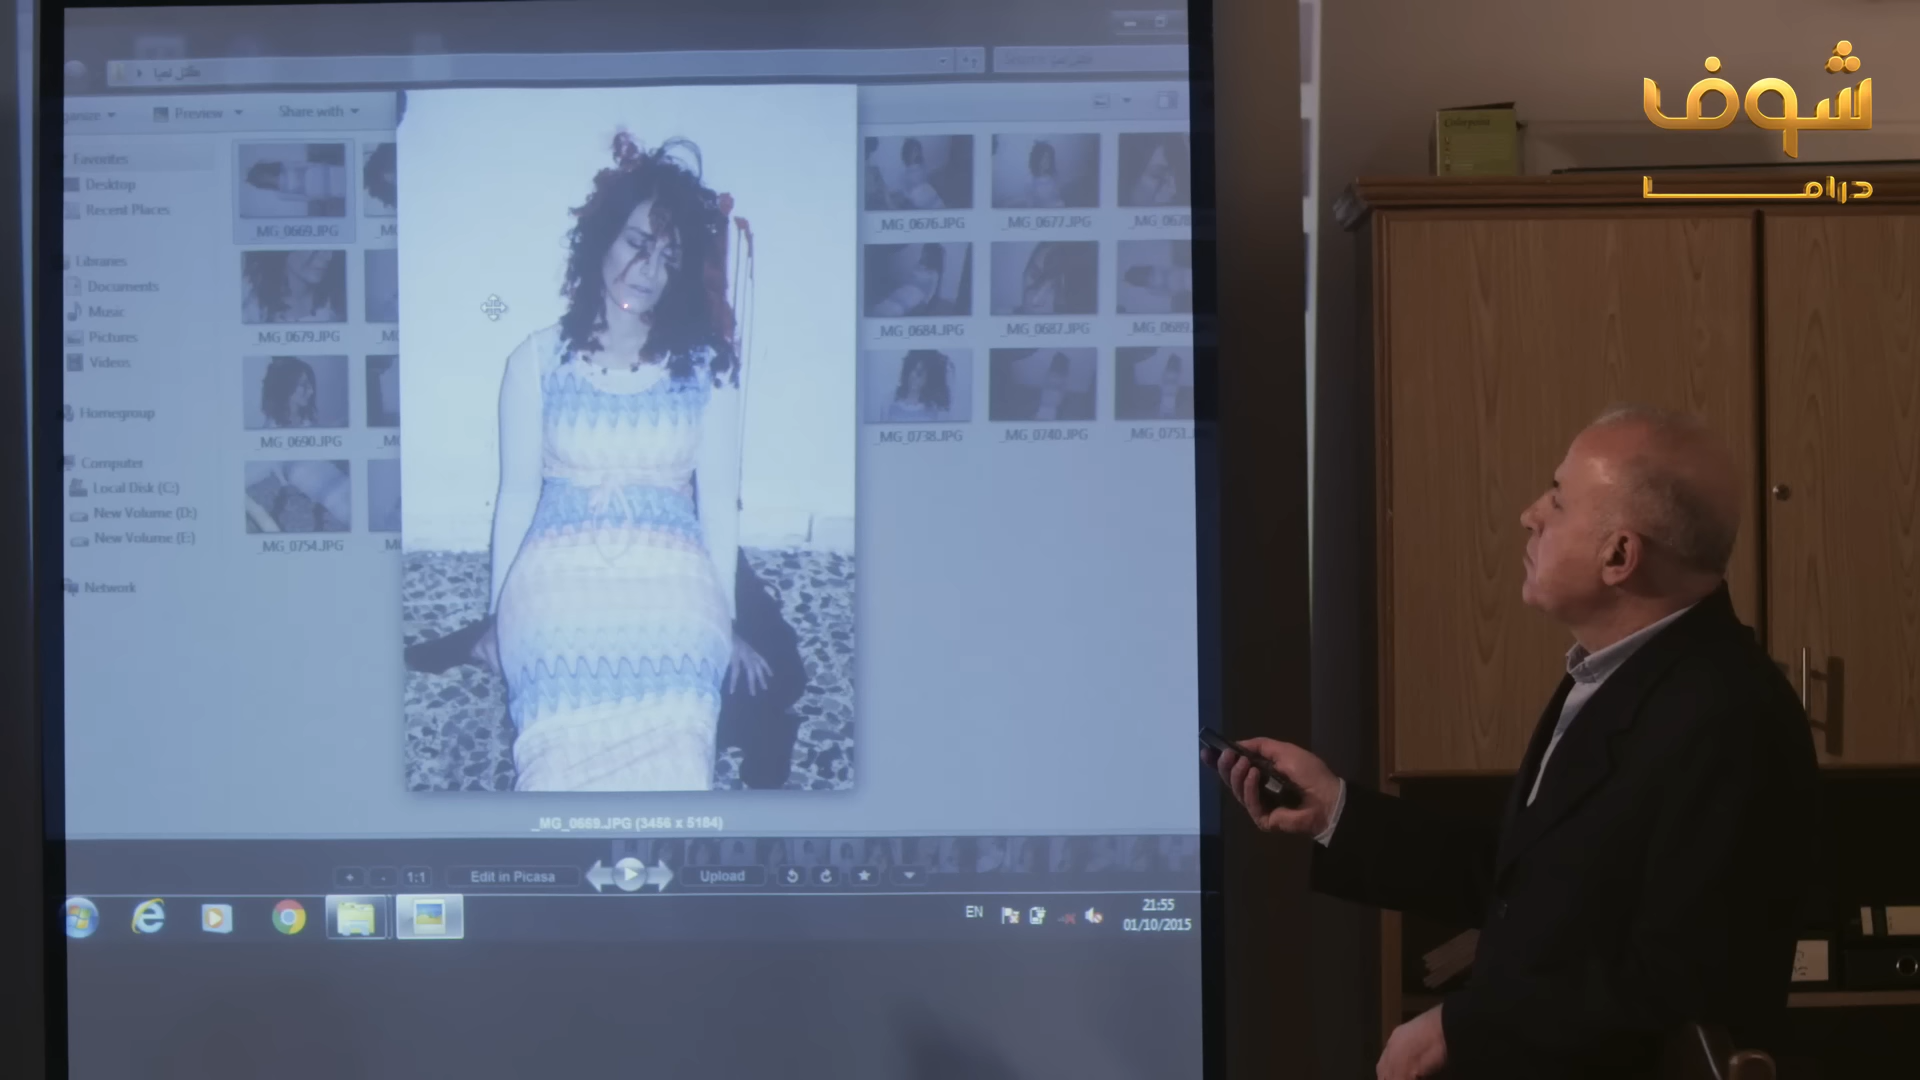 شوف
دراما
مقتل لميا
Preview
Share with
Favorites
Desktop
Recent Places
Libraries
Documents
Music
Pictures
Videos
Homegroup
Computer
Local Disk (C:)
New Volume (D:)
New Volume (E:)
Network
_MG_0669.JPG
_MG_0676.JPG
_MG_0677.JPG
_MG_0679.JPG
_MG_0684.JPG
_MG_0687.JPG
_MG_0690.JPG
_MG_0738.JPG
_MG_0740.JPG
_MG_0751.
_MG_0754.JPG
_MG_0669.JPG (3456 x 5184)
1:1
Edit in Picasa
Upload
EN
21:55
01/10/2015